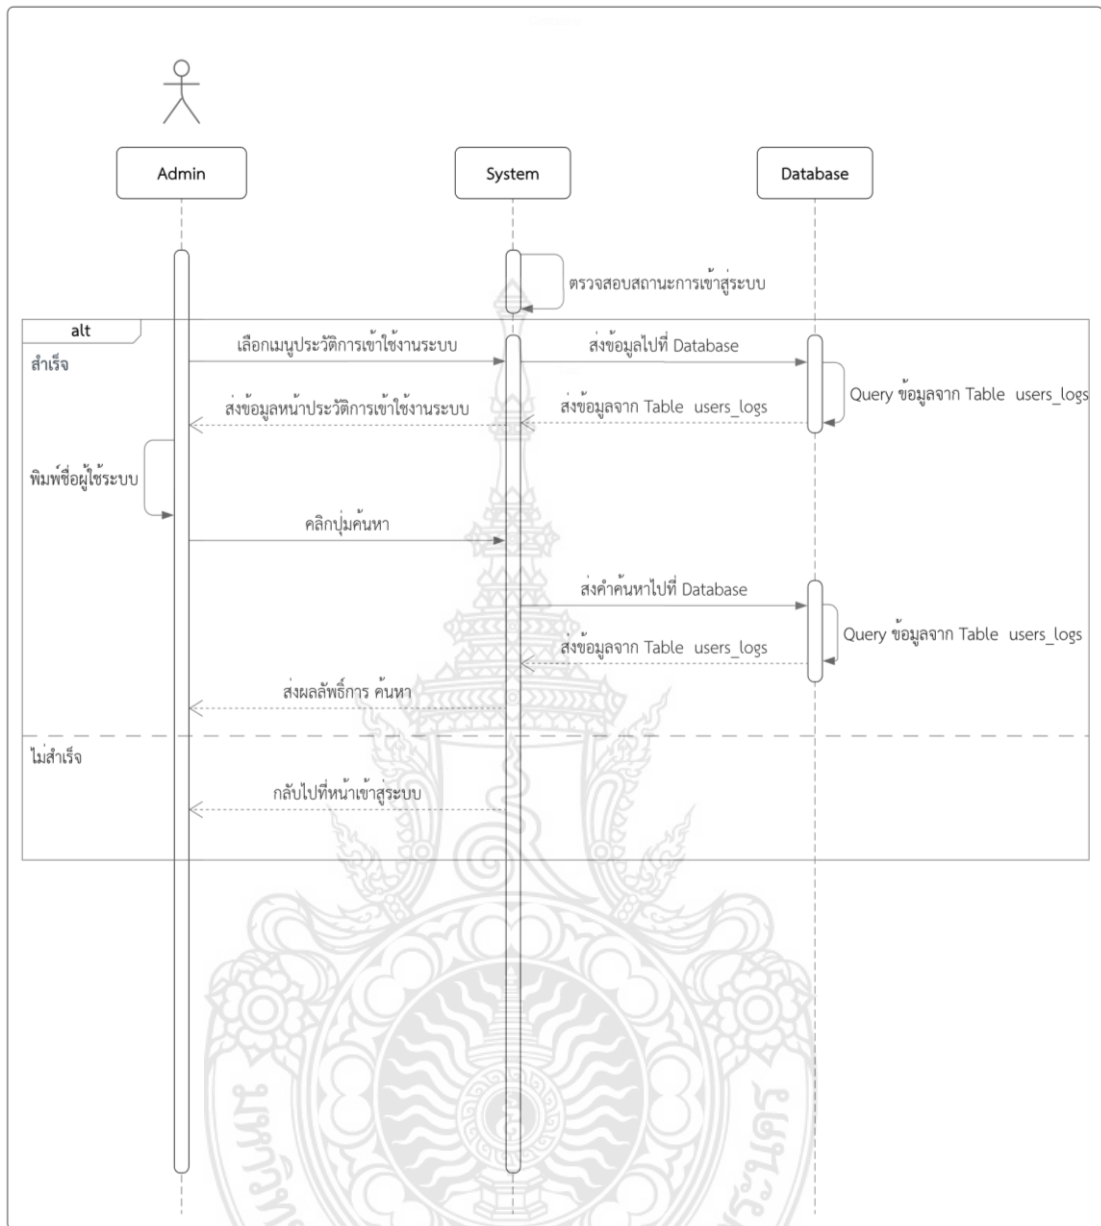 Admin
System
Database
ตรวจสอบสถานะการเข้าสู่ระบบ
alt
สำเร็จ
เลือกเมนูประวัติการเข้าใช้งานระบบ
ส่งข้อมูลไปที่ Database
Query ข้อมูลจาก Table users_logs
ส่งข้อมูลจาก Table users_logs
ส่งข้อมูลหน้าประวัติการเข้าใช้งานระบบ
พิมพ์ชื่อผู้ใช้ระบบ
คลิกปุ่มค้นหา
ส่งคำค้นหาไปที่ Database
Query ข้อมูลจาก Table users_logs
ส่งข้อมูลจาก Table users_logs
ส่งผลลัพธิ์การ ค้นหา
ไม่สำเร็จ
กลับไปที่หน้าเข้าสู่ระบบ